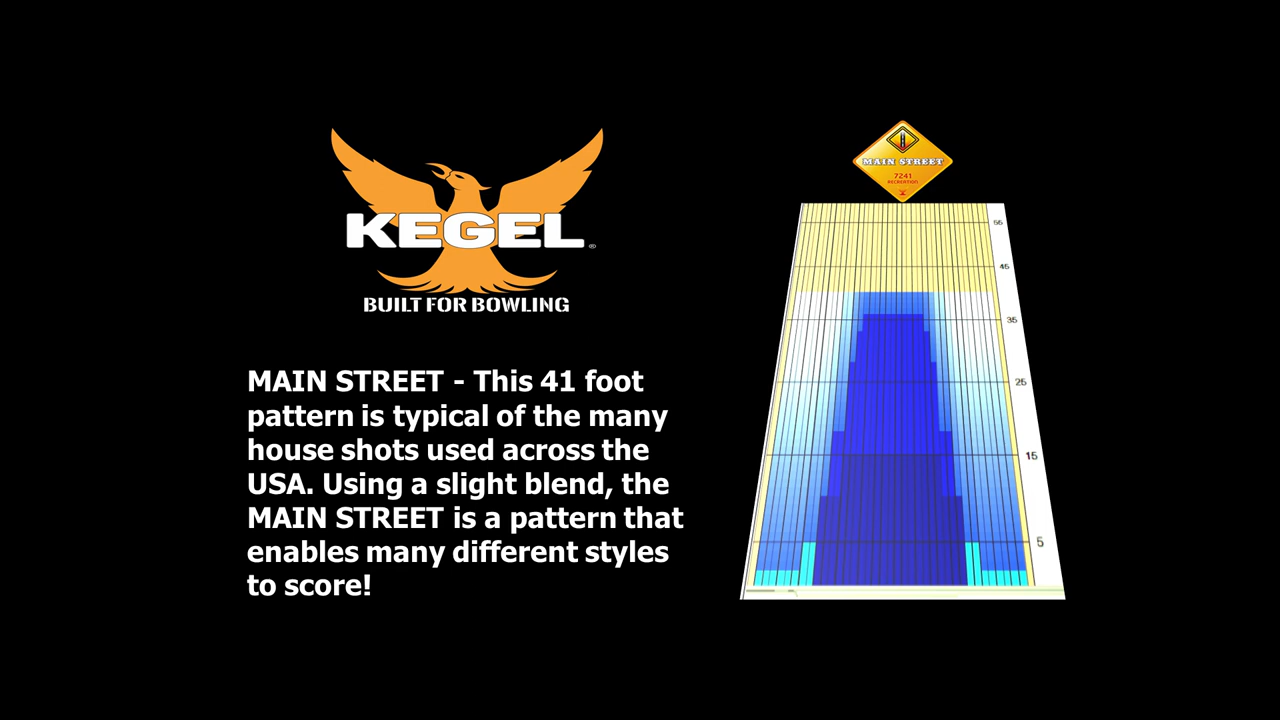 KEGEL®
BUILT FOR BOWLING
MAIN STREET - This 41 foot
pattern is typical of the many
house shots used across the
USA. Using a slight blend, the
MAIN STREET is a pattern that
enables many different styles
to score!
MAIN STREET
7241
RECREATION
55
45
35
25
15
5